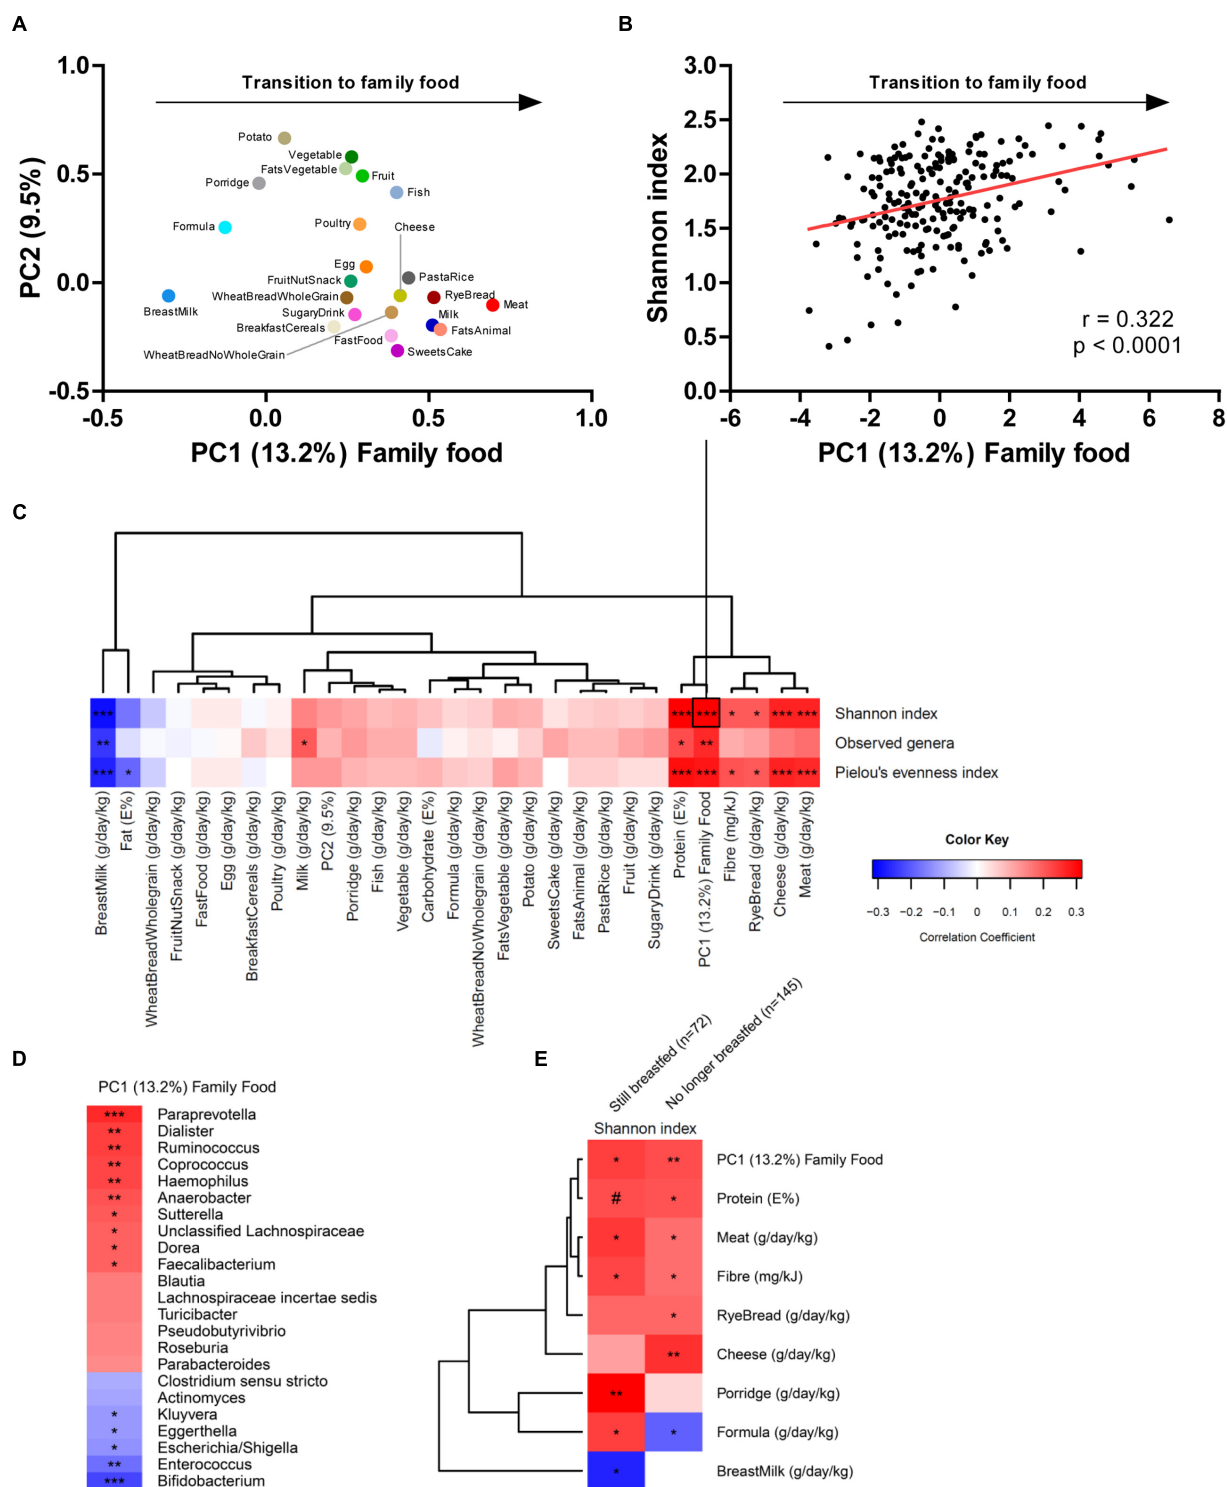 A
1.0
0.5
0.0
-0.5
PC2 (9.5%)
Transition to family food
Potato
Vegetable
FatsVegetable
Fruit
Porridge
Fish
Formula
Poultry
Cheese
Egg
PastaRice
FruitNutSnack
WheatBreadWholeGrain
RyeBread
Meat
BreastMilk
SugaryDrink
Milk
BreakfastCereals
FatsAnimal
FastFood
SweetsCake
WheatBreadNoWholeGrain
-0.5
0.0
0.5
1.0
PC1 (13.2%) Family food
B
3.0
2.5
2.0
1.5
1.0
0.5
0.0
Shannon index
Transition to family food
r = 0.322
p < 0.0001
-6
-4
-2
0
2
4
6
8
PC1 (13.2%) Family food
C
*** *** *** * * *** *** Shannon index
** * * ** Observed genera
*** * *** *** * * *** *** Pielou's evenness index
BreastMilk (g/day/kg)
Fat (E%)
WheatBreadWholegrain (g/day/kg)
FruitNutSnack (g/day/kg)
FastFood (g/day/kg)
Egg (g/day/kg)
BreakfastCereals (g/day/kg)
Poultry (g/day/kg)
Milk (g/day/kg)
PC2 (9.5%)
Porridge (g/day/kg)
Fish (g/day/kg)
Vegetable (g/day/kg)
Carbohydrate (E%)
Formula (g/day/kg)
WheatBreadNoWholegrain (g/day/kg)
FatsVegetable (g/day/kg)
Potato (g/day/kg)
SweetsCake (g/day/kg)
FatsAnimal (g/day/kg)
PastaRice (g/day/kg)
Fruit (g/day/kg)
SugaryDrink (g/day/kg)
Protein (E%)
PC1 (13.2%) Family Food
Fibre (mg/kJ)
RyeBread (g/day/kg)
Cheese (g/day/kg)
Meat (g/day/kg)
Color Key
−0.3 −0.2 −0.1 0 0.1 0.2 0.3
Correlation Coefficient
D
PC1 (13.2%) Family Food
*** Paraprevotella
** Dialister
** Ruminococcus
** Coprococcus
** Haemophilus
** Anaerobacter
* Sutterella
* Unclassified Lachnospiraceae
* Dorea
* Faecalibacterium
Blautia
Lachnospiraceae incertae sedis
Turicibacter
Pseudobutyrivibrio
Roseburia
Parabacteroides
Clostridium sensu stricto
Actinomyces
* Kluyvera
* Eggerthella
* Escherichia/Shigella
** Enterococcus
*** Bifidobacterium
E
Still breastfed (n=72)
No longer breastfed (n=145)
Shannon index
* ** PC1 (13.2%) Family Food
# * Protein (E%)
* * Meat (g/day/kg)
* * Fibre (mg/kJ)
* RyeBread (g/day/kg)
** Cheese (g/day/kg)
** Porridge (g/day/kg)
* * Formula (g/day/kg)
* BreastMilk (g/day/kg)